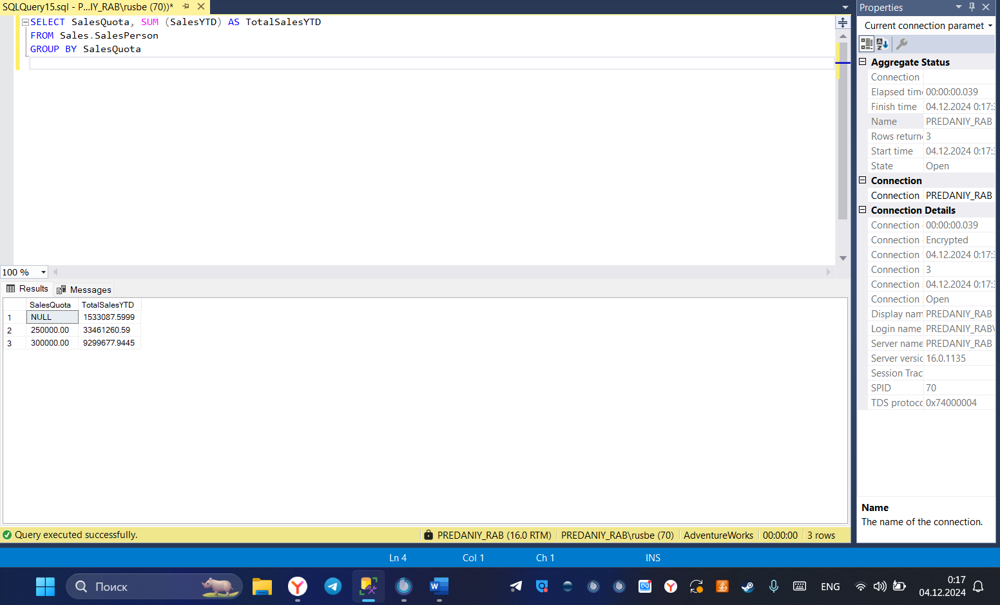 SQLQuery15.sql - P...IY_RAB\rusbe (70))*
SELECT SalesQuota, SUM (SalesYTD) AS TotalSalesYTD
FROM Sales.SalesPerson
GROUP BY SalesQuota
100 %
Results
Messages
SalesQuota TotalSalesYTD
1 NULL 1533087.5999
2 250000.00 33461260.59
3 300000.00 9299677.9445
Query executed successfully.
PREDANIY_RAB (16.0 RTM) PREDANIY_RAB\rusbe (70) AdventureWorks 00:00:00 3 rows
Properties
Current connection paramet
Aggregate Status
Connection
Elapsed time 00:00:00.039
Finish time 04.12.2024 0:17:3
Name PREDANIY_RAB
Rows returne 3
Start time 04.12.2024 0:17:3
State Open
Connection
Connection PREDANIY_RAB
Connection Details
Connection 00:00:00.039
Connection Encrypted
Connection 04.12.2024 0:17:3
Connection 3
Connection 04.12.2024 0:17:3
Connection Open
Display nam PREDANIY_RAB
Login name PREDANIY_RAB\
Server name PREDANIY_RAB
Server versic 16.0.1135
Session Trac
SPID 70
TDS protocc 0x74000004
Name
The name of the connection.
Ln 4 Col 1 Ch 1 INS
Поиск
ENG
0:17
04.12.2024